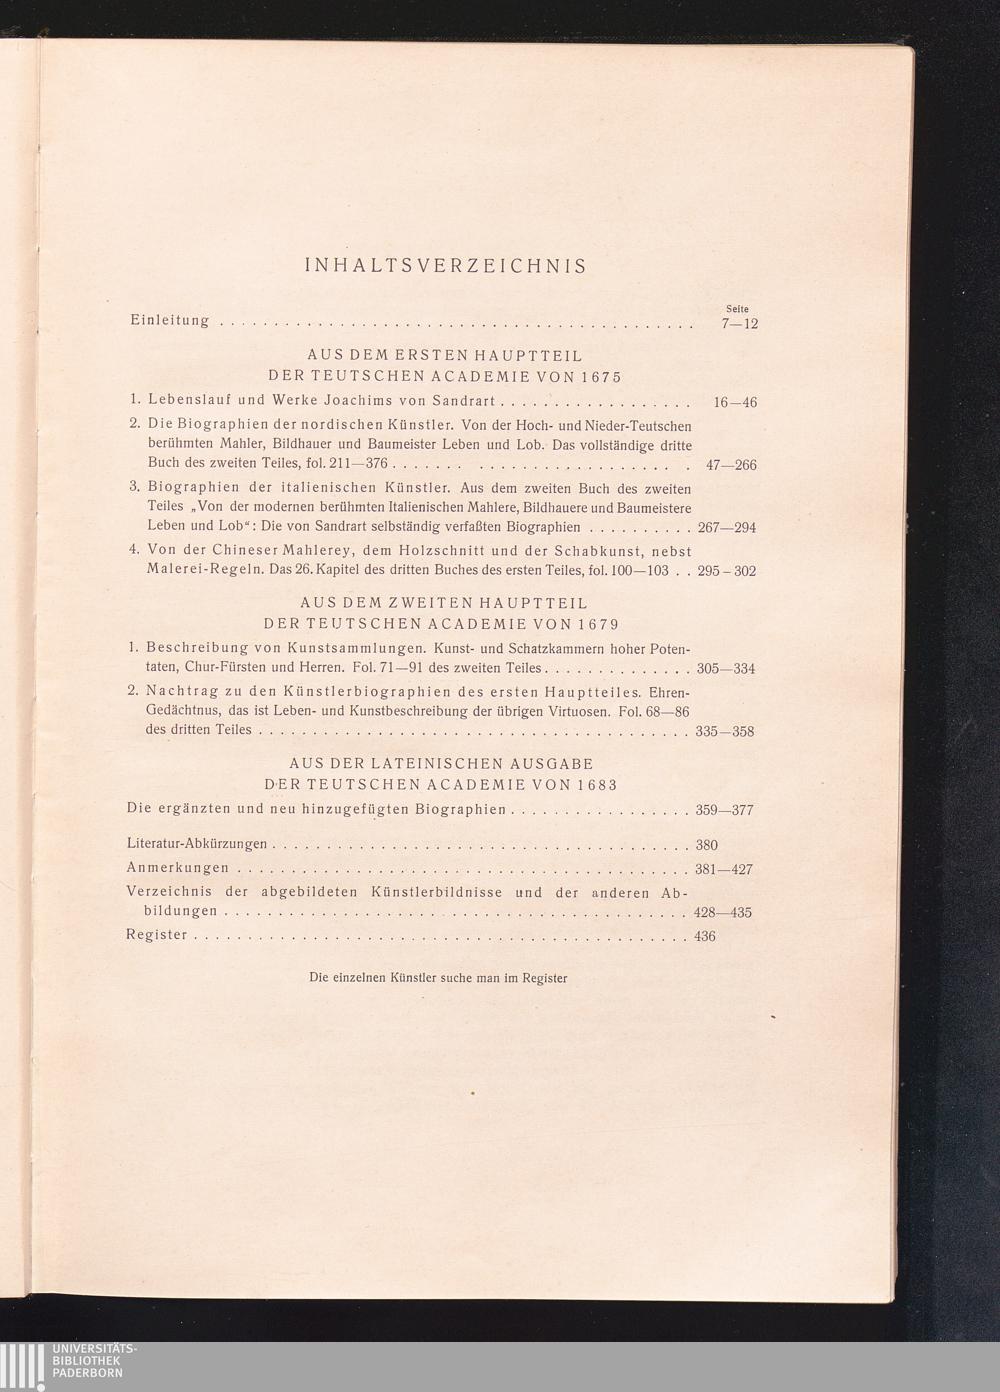 INHALTSVERZEICHNIS
Seite
Einleitung . . . . . . . . . . . . . . . . . . . . . . . . . . . . . . . . . . . . . . . . . . . . 7—12
AUS DEM ERSTEN HAUPTTEIL
DER TEUTSCHEN ACADEMIE VON 1675
1. Lebenslauf und Werke Joachims von Sandrart . . . . . . . . . . . . . . . . . . 16—46
2. Die Biographien der nordischen Künstler. Von der Hoch- und Nieder-Teutschen
berühmten Mahler, Bildhauer und Baumeister Leben und Lob. Das vollständige dritte
Buch des zweiten Teiles, fol. 211—376 . . . . . . . . . . . . . . . . . . . . . . . . . . 47—266
3. Biographien der italienischen Künstler. Aus dem zweiten Buch des zweiten
Teiles „Von der modernen berühmten Italienischen Mahlere, Bildhauere und Baumeistere
Leben und Lob“: Die von Sandrart selbständig verfaßten Biographien . . . . . . . . . . 267—294
4. Von der Chineser Mahlerey, dem Holzschnitt und der Schabkunst, nebst
Malerei-Regeln. Das 26. Kapitel des dritten Buches des ersten Teiles, fol. 100—103 . . 295–302
AUS DEM ZWEITEN HAUPTTEIL
DER TEUTSCHEN ACADEMIE VON 1679
1. Beschreibung von Kunstsammlungen. Kunst- und Schatzkammern hoher Poten-
taten, Chur-Fürsten und Herren. Fol. 71—91 des zweiten Teiles . . . . . . . . . . . . . . 305—334
2. Nachtrag zu den Künstlerbiographien des ersten Hauptteiles. Ehren-
Gedächtnus, das ist Leben- und Kunstbeschreibung der übrigen Virtuosen. Fol. 68—86
des dritten Teiles . . . . . . . . . . . . . . . . . . . . . . . . . . . . . . . . . . . . . . . . 335—358
AUS DER LATEINISCHEN AUSGABE
DER TEUTSCHEN ACADEMIE VON 1683
Die ergänzten und neu hinzugefügten Biographien . . . . . . . . . . . . . . . . . 359—377
Literatur-Abkürzungen . . . . . . . . . . . . . . . . . . . . . . . . . . . . . . . . . . . . . . . 380
Anmerkungen . . . . . . . . . . . . . . . . . . . . . . . . . . . . . . . . . . . . . . . . . . 381—427
Verzeichnis der abgebildeten Künstlerbildnisse und der anderen Ab-
bildungen . . . . . . . . . . . . . . . . . . . . . . . . . . . . . . . . . . . . . . . . . . . 428—435
Register . . . . . . . . . . . . . . . . . . . . . . . . . . . . . . . . . . . . . . . . . . . . . . 436
Die einzelnen Künstler suche man im Register
UNIVERSITÄTS-
BIBLIOTHEK
PADERBORN